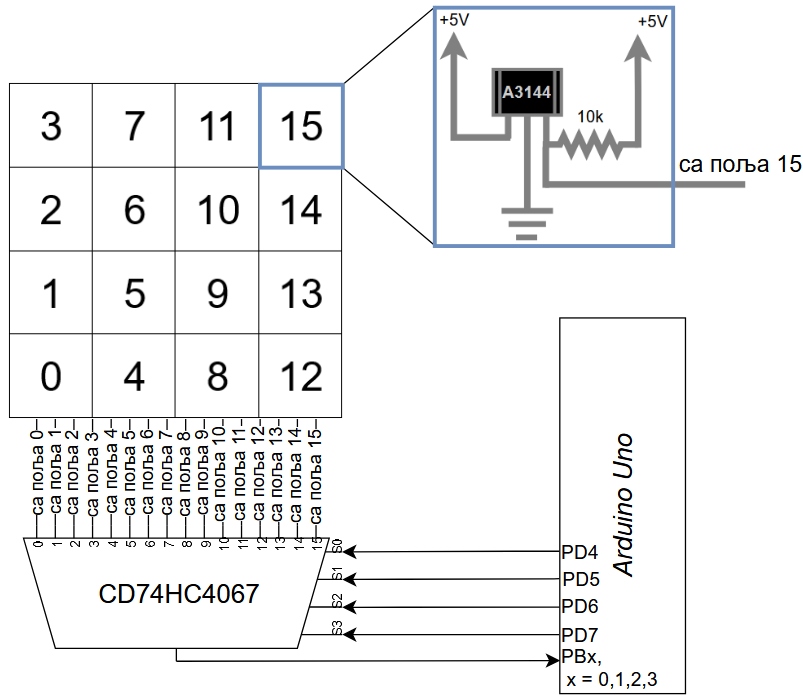 +5V
+5V
A3144
10k
са поља 15
3 7 11 15
2 6 10 14
1 5 9 13
0 4 8 12
са поља 0
са поља 1
са поља 2
са поља 3
са поља 4
са поља 5
са поља 6
са поља 7
са поља 8
са поља 9
са поља 10
са поља 11
са поља 12
са поља 13
са поља 14
са поља 15
0 1 2 3 4 5 6 7 8 9 10 11 12 13 14 15
CD74HC4067
S0
S1
S2
S3
Arduino Uno
PD4
PD5
PD6
PD7
PBx,
x = 0,1,2,3